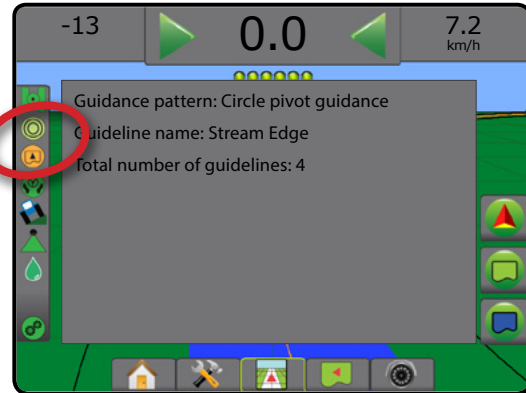 -13
0.0
7.2
km/h
Guidance pattern: Circle pivot guidance
Guideline name: Stream Edge
Total number of guidelines: 4